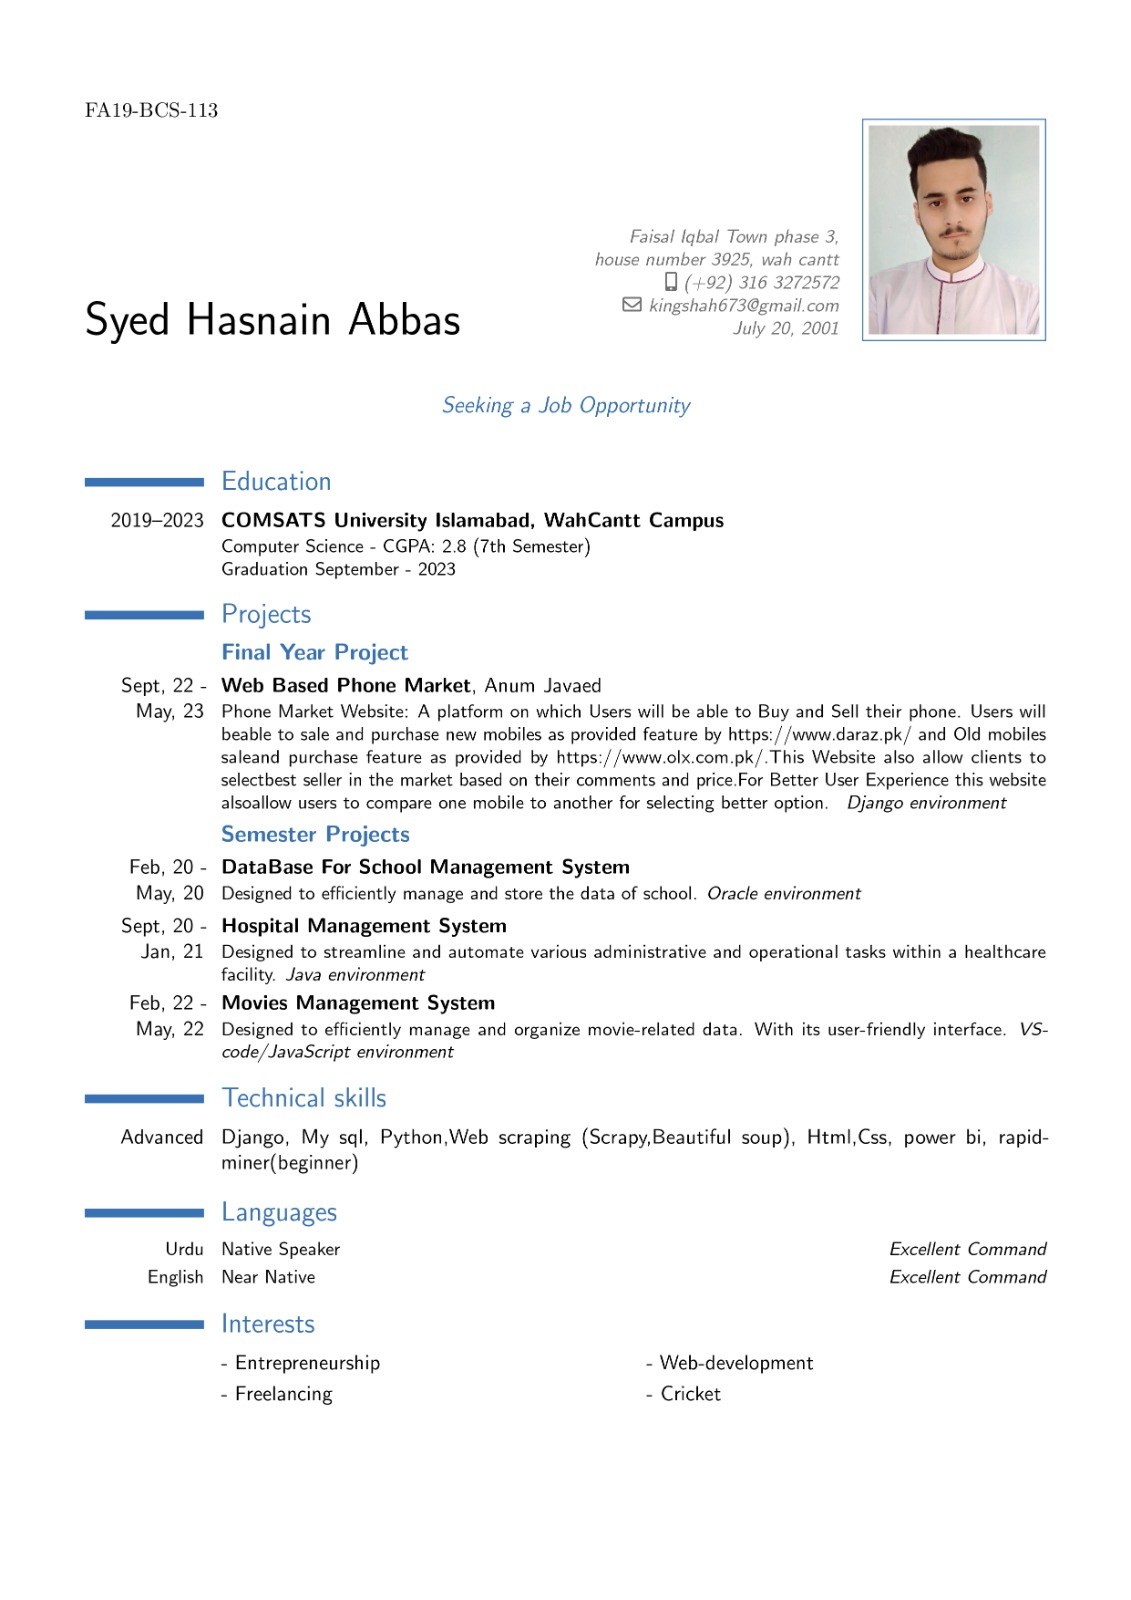 FA19-BCS-113
Faisal Iqbal Town phase 3,
house number 3925, wah cantt
(+92) 316 3272572
kingshah673@gmail.com
July 20, 2001
Syed Hasnain Abbas
Seeking a Job Opportunity
Education
2019–2023 COMSATS University Islamabad, WahCantt Campus
Computer Science - CGPA: 2.8 (7th Semester)
Graduation September - 2023
Projects
Final Year Project
Sept, 22 - Web Based Phone Market, Anum Javaed
May, 23 Phone Market Website: A platform on which Users will be able to Buy and Sell their phone. Users will
beable to sale and purchase new mobiles as provided feature by https://www.daraz.pk/ and Old mobiles
saleand purchase feature as provided by https://www.olx.com.pk/.This Website also allow clients to
selectbest seller in the market based on their comments and price.For Better User Experience this website
alsoallow users to compare one mobile to another for selecting better option. Django environment
Semester Projects
Feb, 20 - DataBase For School Management System
May, 20 Designed to efficiently manage and store the data of school. Oracle environment
Sept, 20 - Hospital Management System
Jan, 21 Designed to streamline and automate various administrative and operational tasks within a healthcare
facility. Java environment
Feb, 22 - Movies Management System
May, 22 Designed to efficiently manage and organize movie-related data. With its user-friendly interface. VS-
code/JavaScript environment
Technical skills
Advanced Django, My sql, Python,Web scraping (Scrapy,Beautiful soup), Html,Css, power bi, rapid-
miner(beginner)
Languages
Urdu Native Speaker Excellent Command
English Near Native Excellent Command
Interests
- Entrepreneurship - Web-development
- Freelancing - Cricket